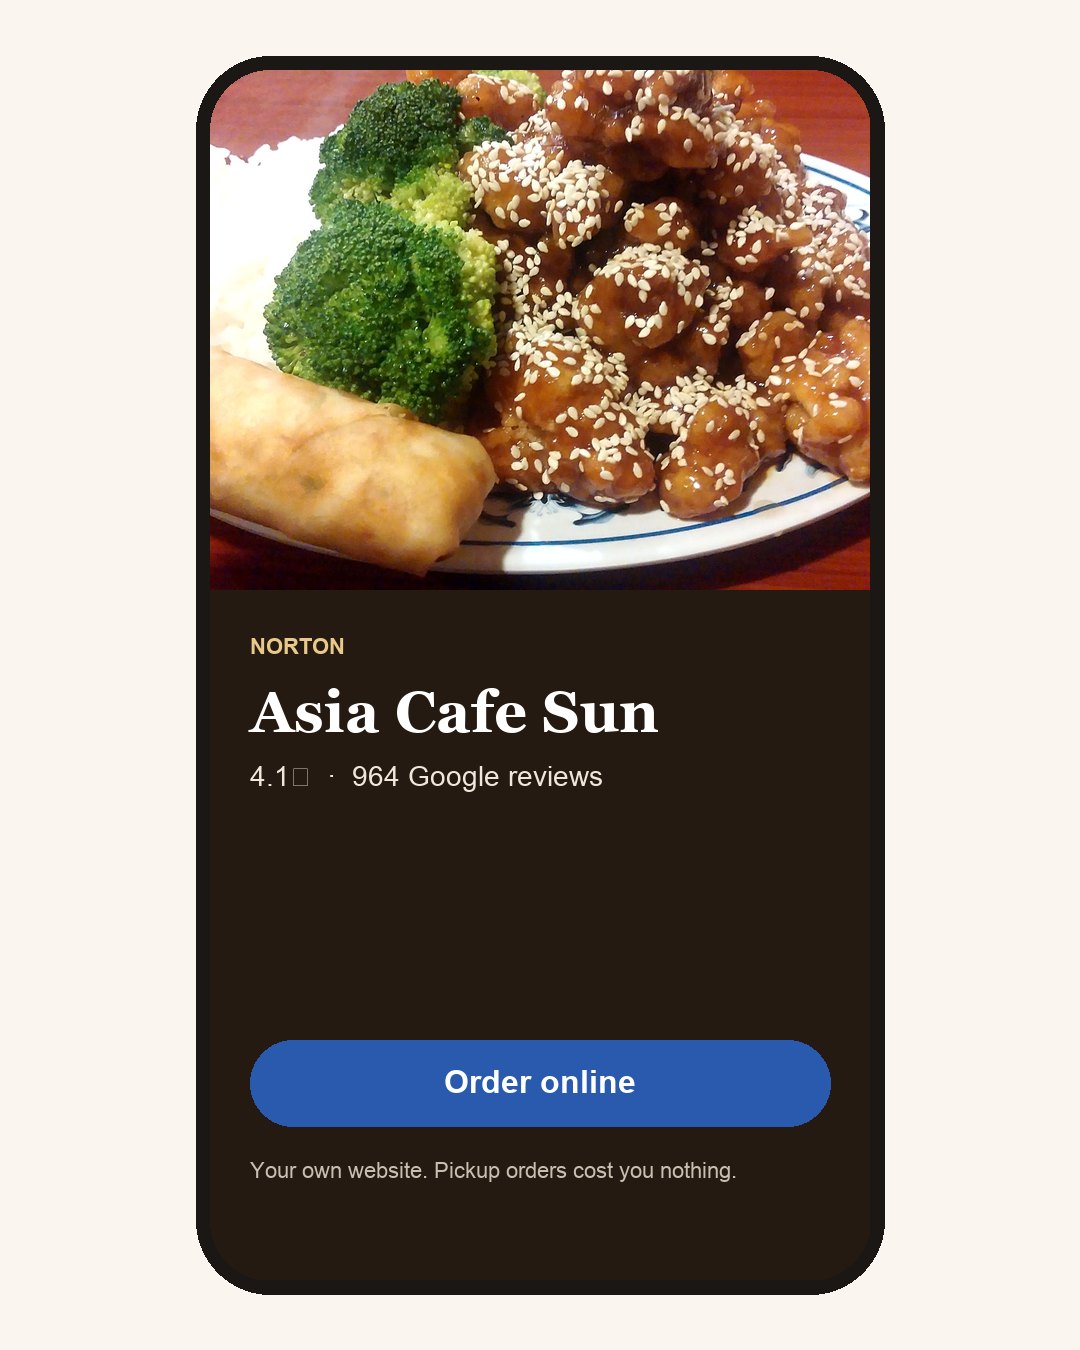 NORTON
Asia Cafe Sun
4.1□ · 964 Google reviews
Order online
Your own website. Pickup orders cost you nothing.